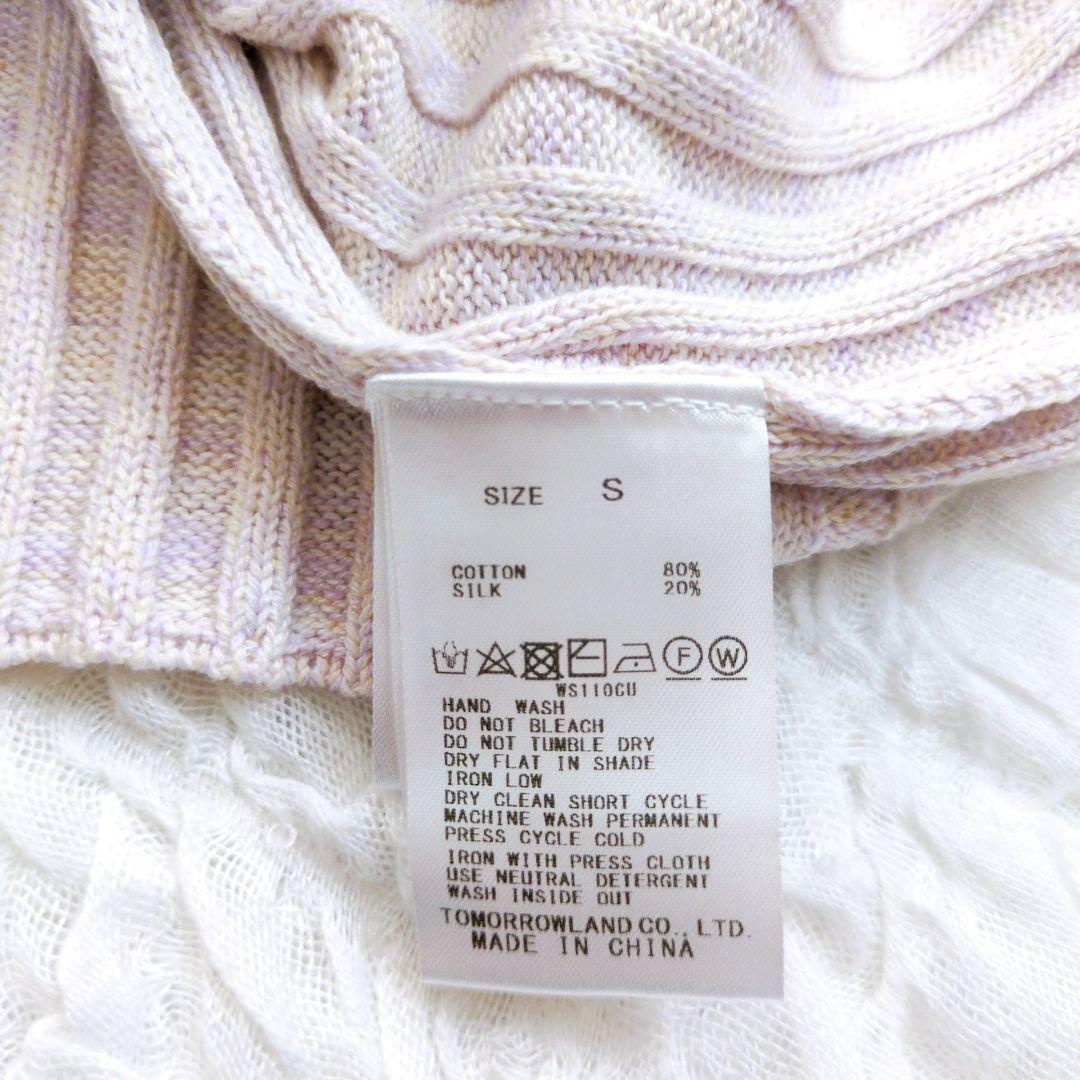 SIZE S
COTTON 80%
SILK 20%
F W
WS110CU
HAND WASH
DO NOT BLEACH
DO NOT TUMBLE DRY
DRY FLAT IN SHADE
IRON LOW
DRY CLEAN SHORT CYCLE
MACHINE WASH PERMANENT
PRESS CYCLE COLD
IRON WITH PRESS CLOTH
USE NEUTRAL DETERGENT
WASH INSIDE OUT
TOMORROWLAND CO., LTD.
MADE IN CHINA